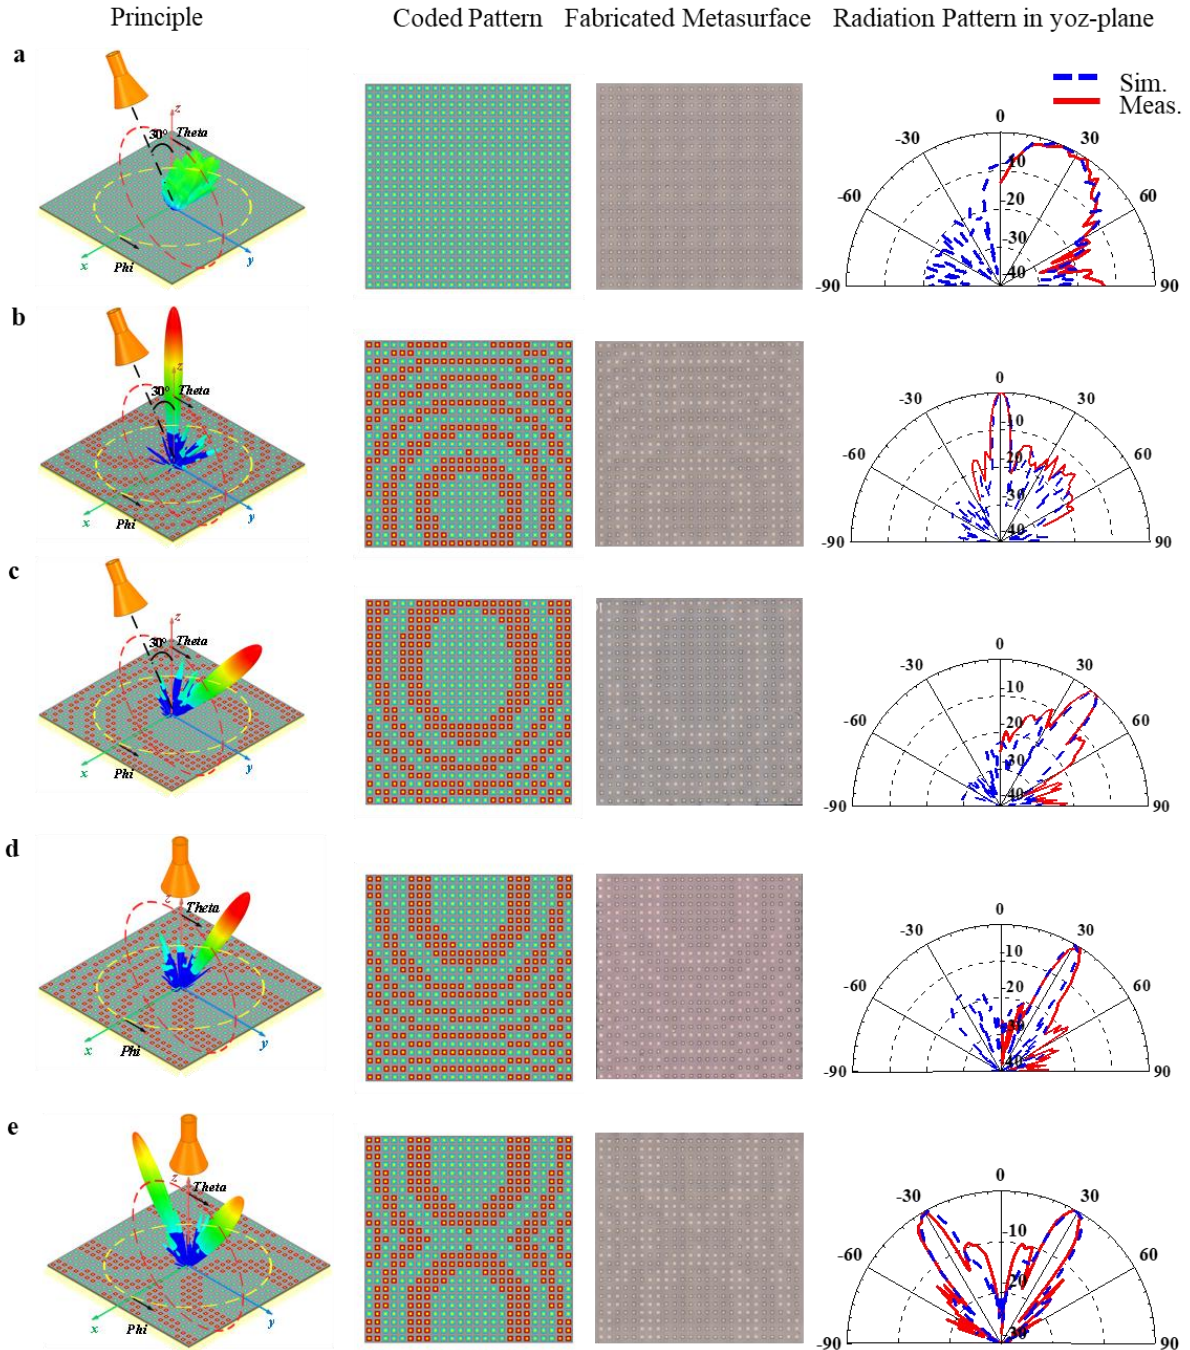 Principle Coded Pattern Fabricated Metasurface Radiation Pattern in yoz-plane
a
z
30° Theta
Phi
x
y
Sim.
Meas.
0
-30 30
-60 60
-90 90
-10
-20
-30
-40
b
z
30° Theta
Phi
x
y
0
-30 30
-60 60
-90 90
-10
-20
-30
-40
c
z
30° Theta
Phi
x
y
0
-30 30
-60 60
-90 90
-10
-20
-30
-40
d
z
Theta
Phi
x
y
0
-30 30
-60 60
-90 90
-10
-20
-30
-40
e
z
Theta
Phi
x
y
0
-30 30
-60 60
-90 90
-10
-20
-30